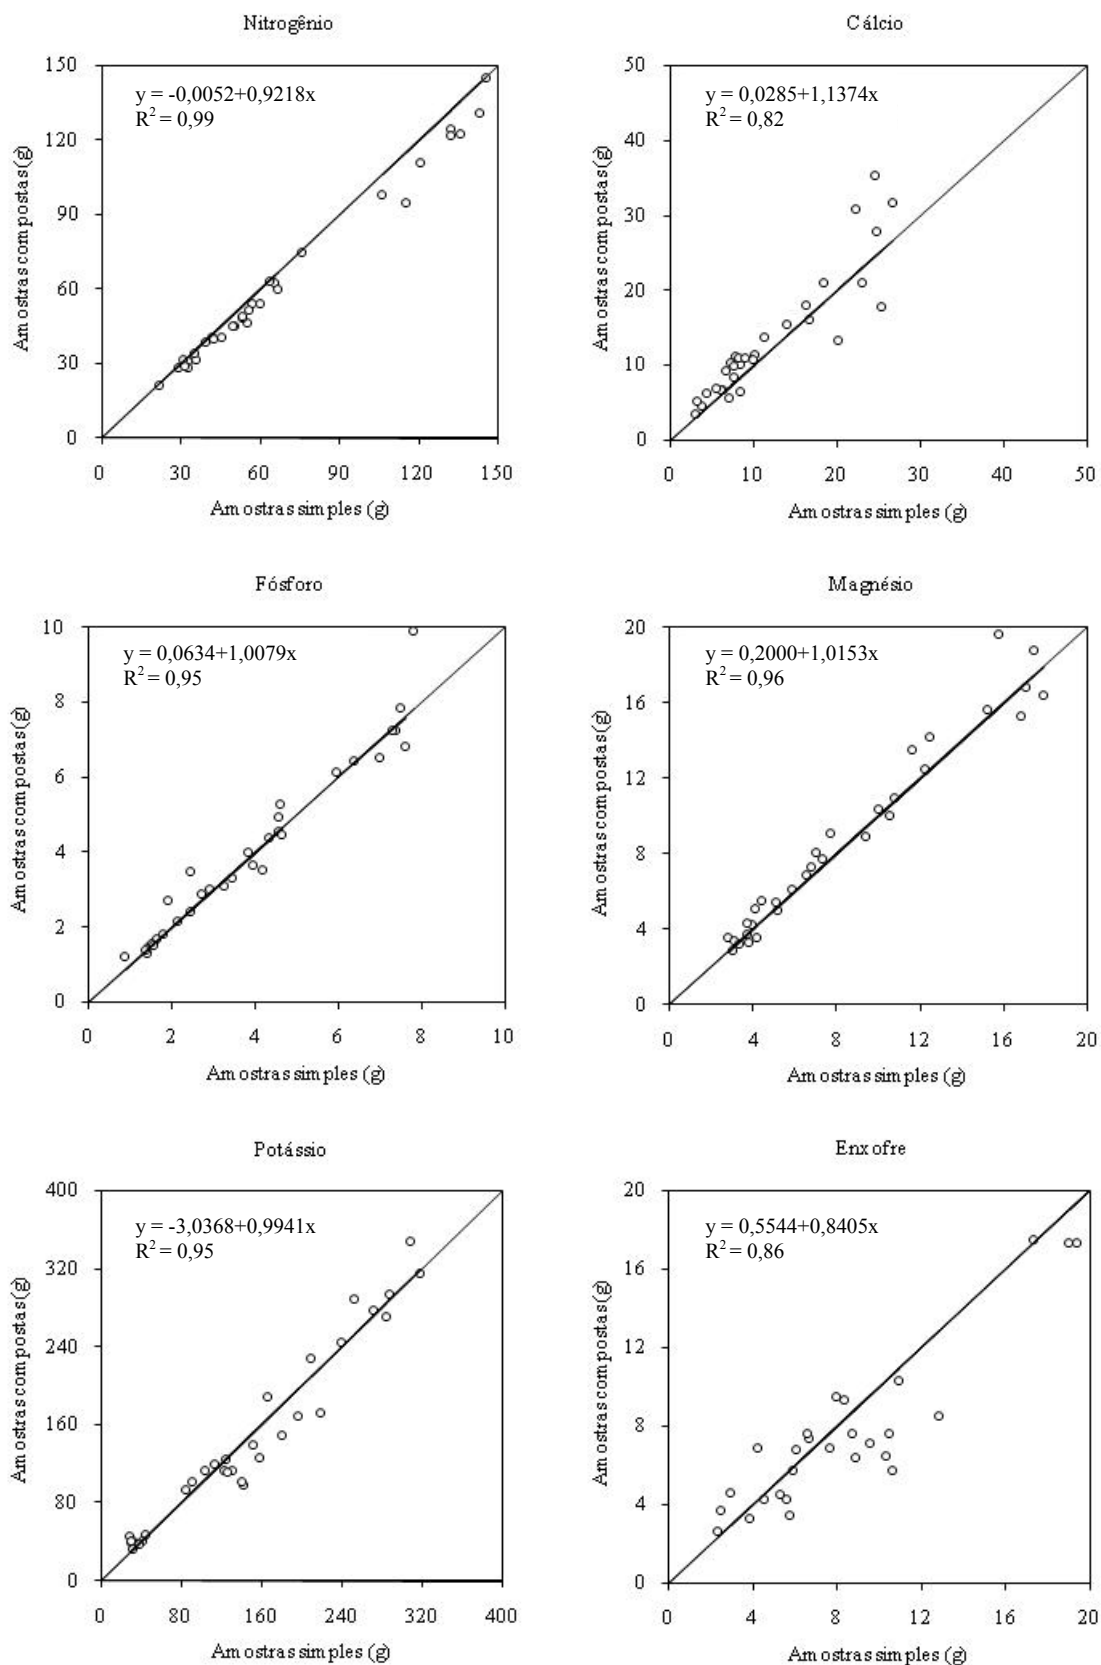 Nitrogênio
150
120
90
60
30
0
Amostras compostas (g)
y = -0,0052+0,9218x
R² = 0,99
0 30 60 90 120 150
Amostras simples (g)
Cálcio
50
40
30
20
10
0
Amostras compostas (g)
y = 0,0285+1,1374x
R² = 0,82
0 10 20 30 40 50
Amostras simples (g)
Fósforo
10
8
6
4
2
0
Amostras compostas (g)
y = 0,0634+1,0079x
R² = 0,95
0 2 4 6 8 10
Amostras simples (g)
Magnésio
20
16
12
8
4
0
Amostras compostas (g)
y = 0,2000+1,0153x
R² = 0,96
0 4 8 12 16 20
Amostras simples (g)
Potássio
400
320
240
160
80
0
Amostras compostas (g)
y = -3,0368+0,9941x
R² = 0,95
0 80 160 240 320 400
Amostras simples (g)
Enxofre
20
16
12
8
4
0
Amostras compostas (g)
y = 0,5544+0,8405x
R² = 0,86
0 4 8 12 16 20
Amostras simples (g)